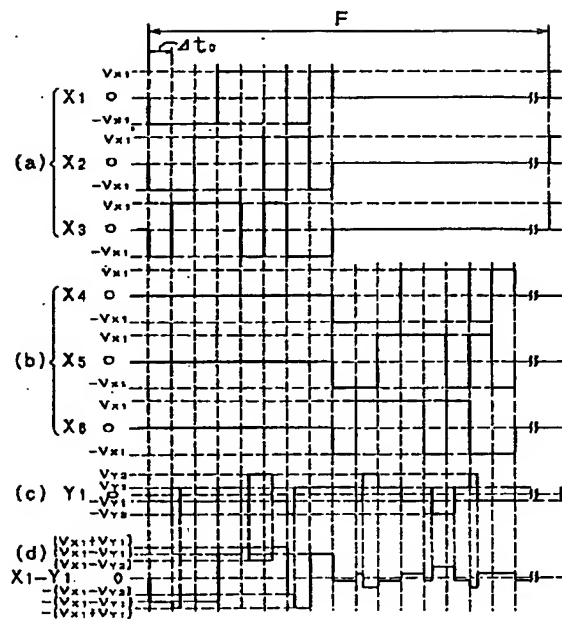 F
Δt₀
Vx1
X1 0
-Vx1
Vx1
(a) X2 0
-Vx1
Vx1
X3 0
-Vx1
Vx1
X4 0
-Vx1
Vx1
(b) X5 0
-Vx1
Vx1
X6 0
-Vx1
VY2
VY1
(c) Y1 0
-VY1
-VY2
(d) {Vx1+VY1}
{Vx1-VY1}
{Vx1-VY2}
X1-Y1 0
-{Vx1-VY2}
-{Vx1-VY1}
-{Vx1+VY1}